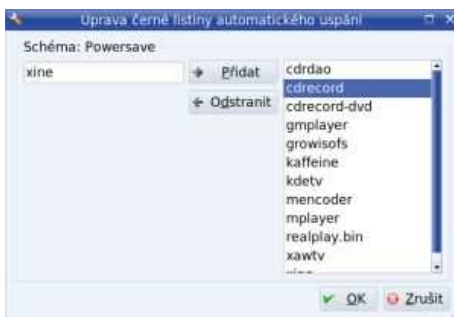 Úprava černé listiny automatického uspání
Schéma: Powersave
xine
Přidat
Odstranit
cdrdao
cdrecord
cdrecord-dvd
gmplayer
growisofs
kaffeine
kdetv
mencoder
mplayer
realplay.bin
xawtv
OK
Zrušit